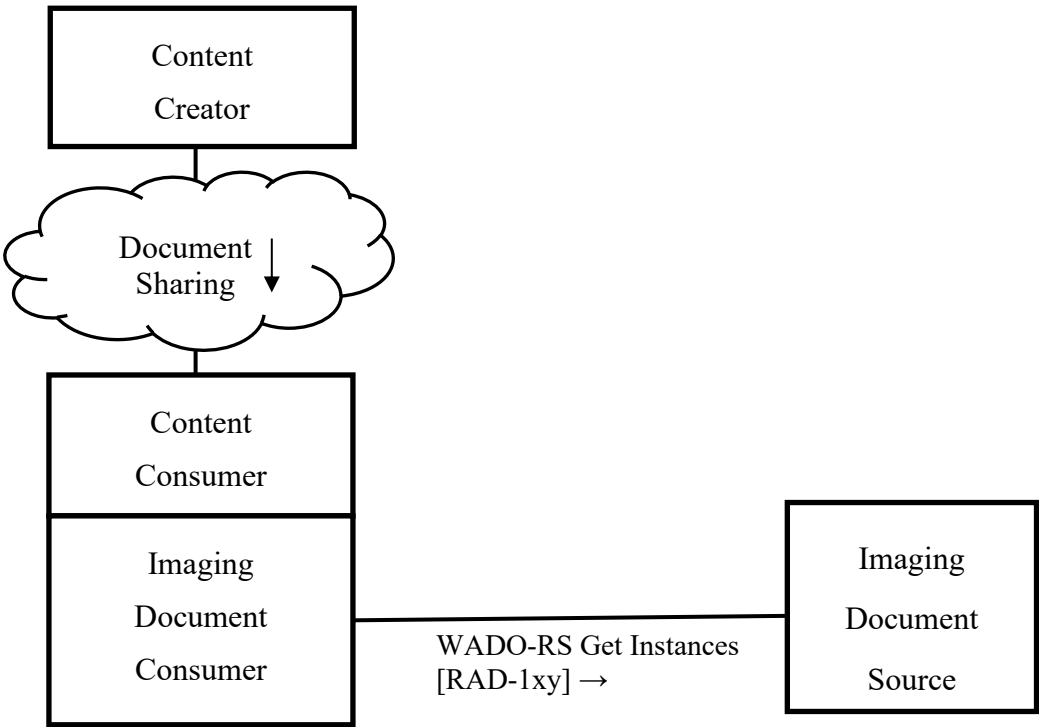 Content
Creator
Document ↓
Sharing
Content
Consumer
Imaging
Document
Consumer
WADO-RS Get Instances
[RAD-1xy] →
Imaging
Document
Source